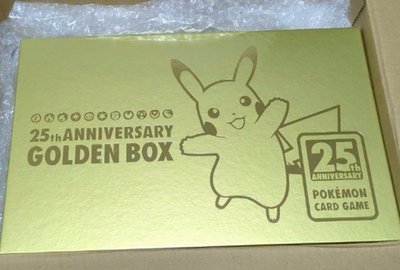 25th ANNIVERSARY
GOLDEN BOX
25th
ANNIVERSARY
POKÉMON
CARD GAME